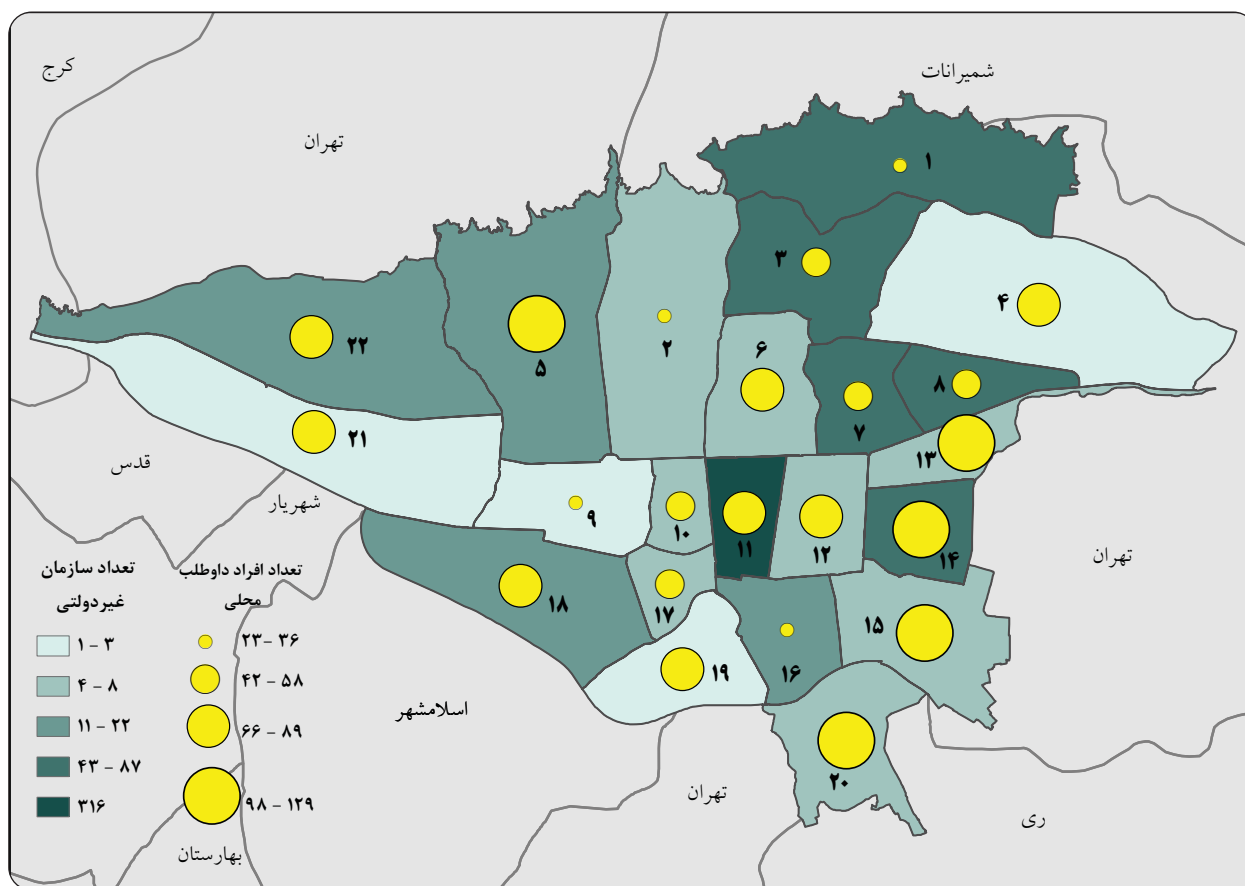 کرج
شمیرانات
تهران
۱
۳
۴
۲۲
۵
۲
۶
۸
۷
۲۱
۱۳
قدس
شهریار
۹
۱۰
۱۱
۱۲
۱۴
تهران
۱۸
۱۷
۱۵
۱۹
۱۶
اسلامشهر
۲۰
تهران
ری
بهارستان
تعداد سازمان
غیردولتی
۱ - ۳
۴ - ۸
۱۱ - ۲۲
۴۳ - ۸۷
۳۱۶
تعداد افراد داوطلب
محلی
۲۳ - ۳۶
۴۲ - ۵۸
۶۶ - ۸۹
۹۸ - ۱۲۹